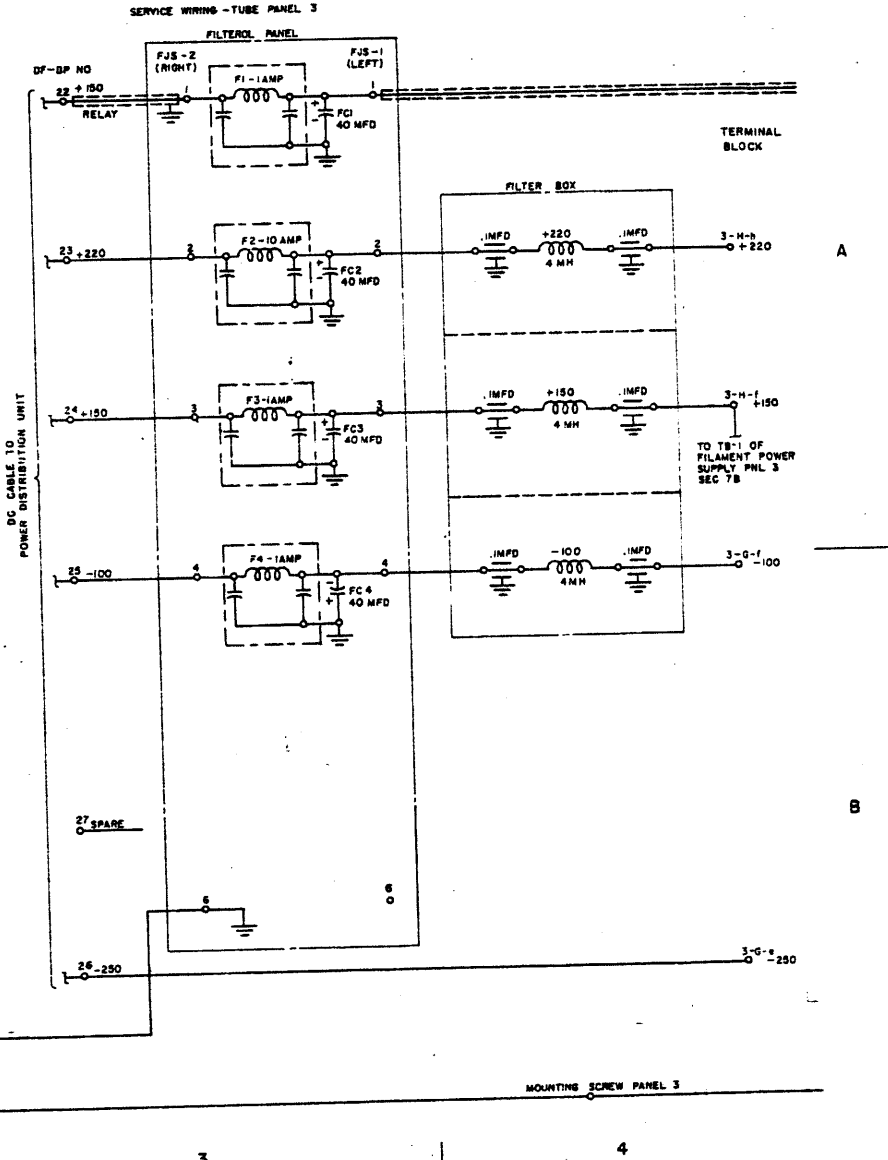 SERVICE WIRING - TUBE PANEL 3
FILTEROL PANEL
FJS-2
(RIGHT)
FJS-1
(LEFT)
DF-BP NO
22 +150
RELAY
1
F1-1AMP
1
+
-
FC1
40 MFD
TERMINAL
BLOCK
FILTER BOX
23 +220
2
F2-10 AMP
2
+
-
FC2
40 MFD
.1MFD
+220
4 MH
.1MFD
3-H-h
+220
A
24 +150
3
F3-1AMP
3
+
-
FC3
40 MFD
.1MFD
+150
4 MH
.1MFD
3-H-f
+150
TO TB-1 OF
FILAMENT POWER
SUPPLY PNL 3
SEC 7B
DC CABLE TO
POWER DISTRIBUTION UNIT
25 -100
4
F4-1AMP
4
-
+
FC4
40 MFD
.1MFD
-100
4MH
.1MFD
3-G-f
-100
27 SPARE
B
6
6
26 -250
3-G-e
-250
MOUNTING SCREW PANEL 3
3
4